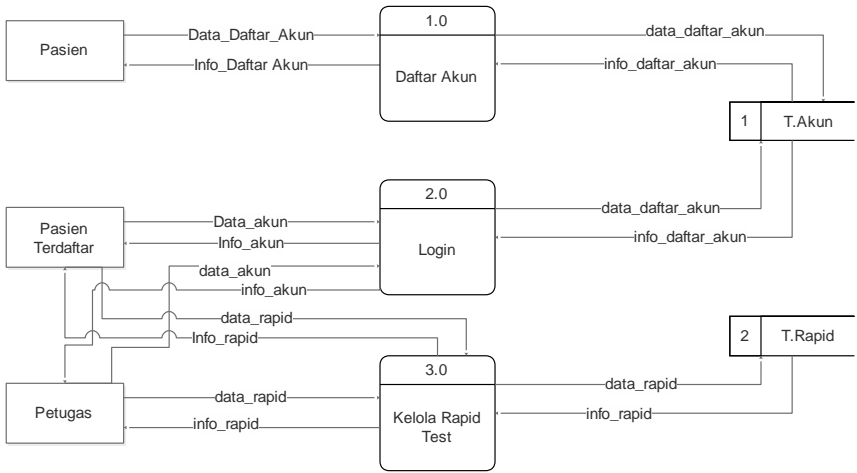 1.0
Pasien
Data_Daftar_Akun
data_daftar_akun
Info_Daftar Akun
Daftar Akun
info_daftar_akun
1
T.Akun
2.0
Pasien
Terdaftar
Data_akun
Info_akun
data_akun
info_akun
Login
data_daftar_akun
info_daftar_akun
data_rapid
Info_rapid
2
T.Rapid
3.0
Petugas
data_rapid
info_rapid
Kelola Rapid
Test
data_rapid
info_rapid